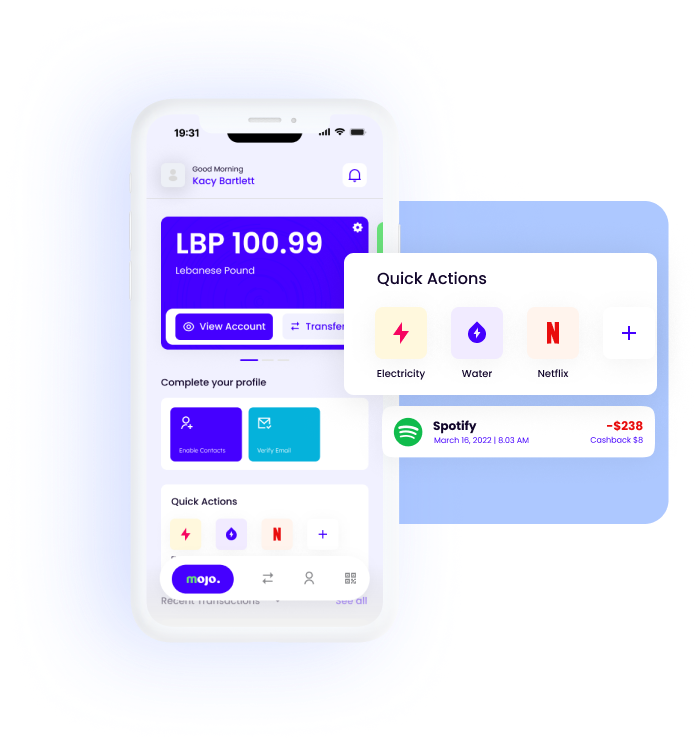 19:31
Good Morning
Kacy Bartlett
LBP 100.99
Lebanese Pound
View Account
Transfer
Complete your profile
Enable Contacts
Verify Email
Quick Actions
mojo.
Recent Transactions
See all
Quick Actions
Electricity
Water
Netflix
Spotify
-$238
March 16, 2022 | 8.03 AM
Cashback $8